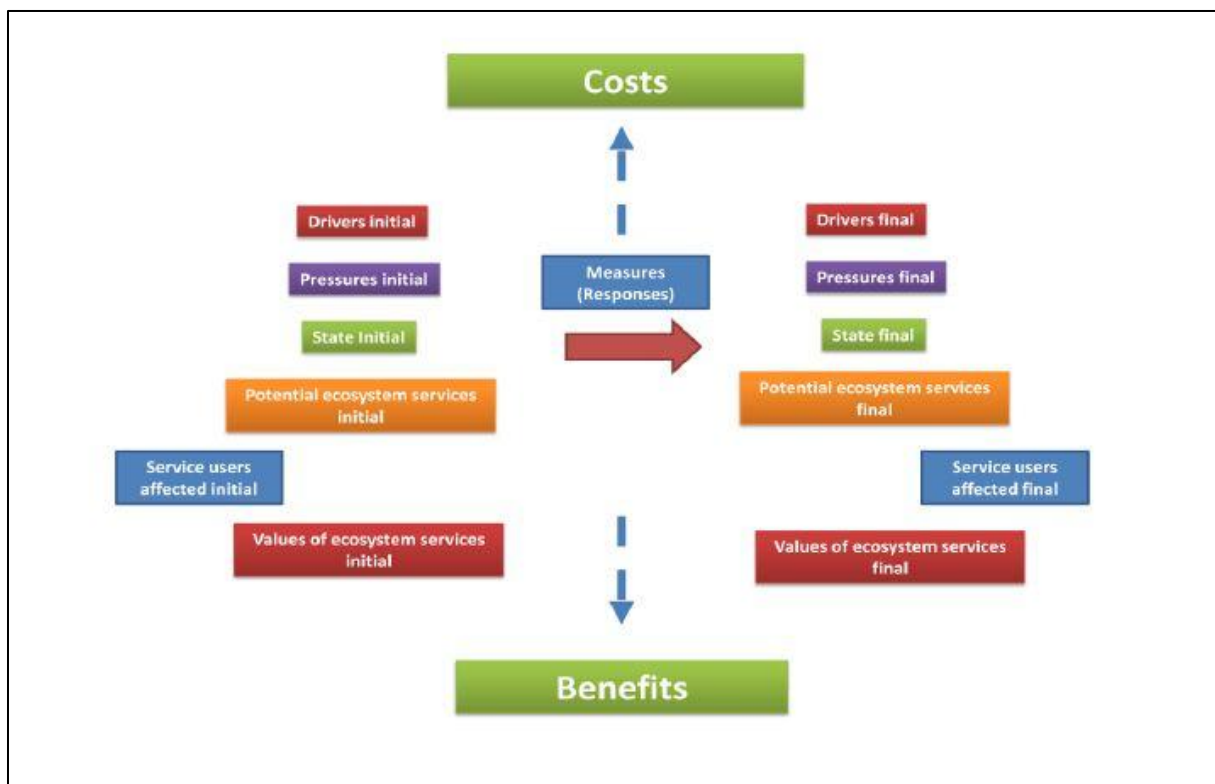 Costs
Drivers initial
Pressures initial
State Initial
Potential ecosystem services
initial
Service users
affected initial
Values of ecosystem services
initial
Measures
(Responses)
Drivers final
Pressures final
State final
Potential ecosystem services
final
Service users
affected final
Values of ecosystem services
final
Benefits